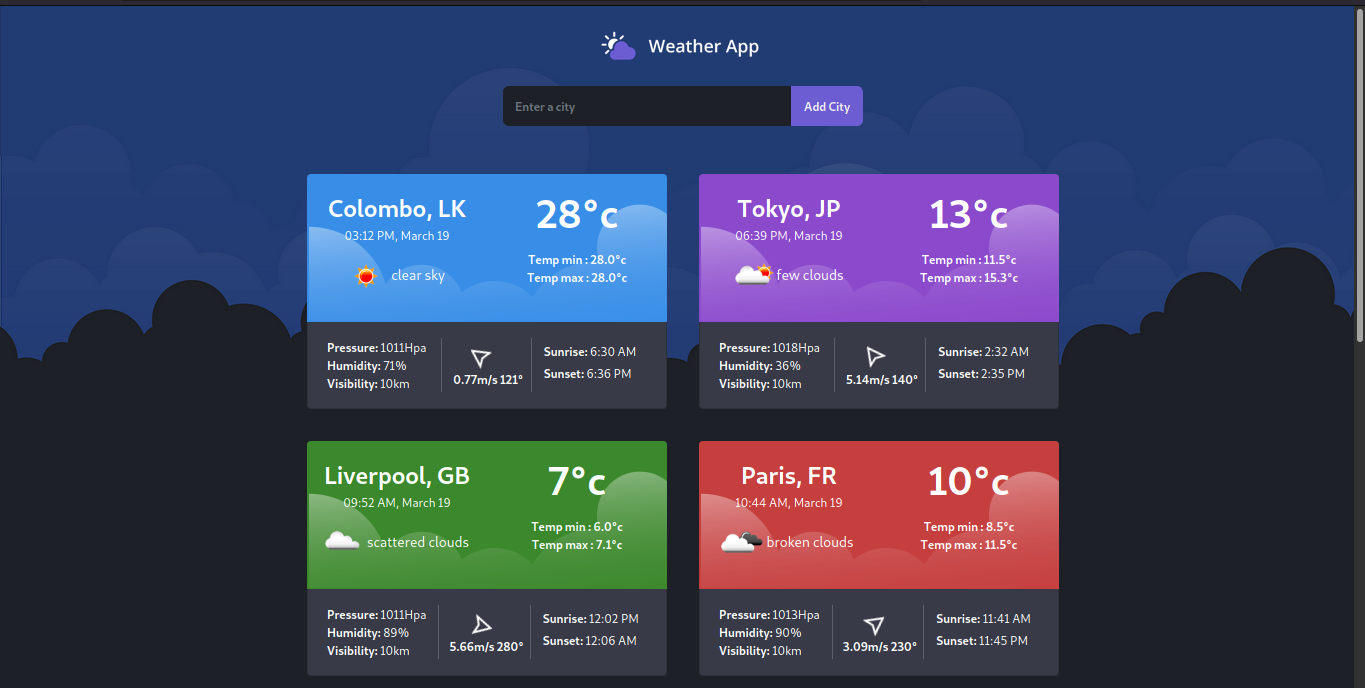 Weather App
Enter a city
Add City
Colombo, LK
03:12 PM, March 19
clear sky
28°c
Temp min : 28.0°c
Temp max : 28.0°c
Pressure: 1011Hpa
Humidity: 71%
Visibility: 10km
0.77m/s 121°
Sunrise: 6:30 AM
Sunset: 6:36 PM
Tokyo, JP
06:39 PM, March 19
few clouds
13°c
Temp min : 11.5°c
Temp max : 15.3°c
Pressure: 1018Hpa
Humidity: 36%
Visibility: 10km
5.14m/s 140°
Sunrise: 2:32 AM
Sunset: 2:35 PM
Liverpool, GB
09:52 AM, March 19
scattered clouds
7°c
Temp min : 6.0°c
Temp max : 7.1°c
Pressure: 1011Hpa
Humidity: 89%
Visibility: 10km
5.66m/s 280°
Sunrise: 12:02 PM
Sunset: 12:06 AM
Paris, FR
10:44 AM, March 19
broken clouds
10°c
Temp min : 8.5°c
Temp max : 11.5°c
Pressure: 1013Hpa
Humidity: 90%
Visibility: 10km
3.09m/s 230°
Sunrise: 11:41 AM
Sunset: 11:45 PM